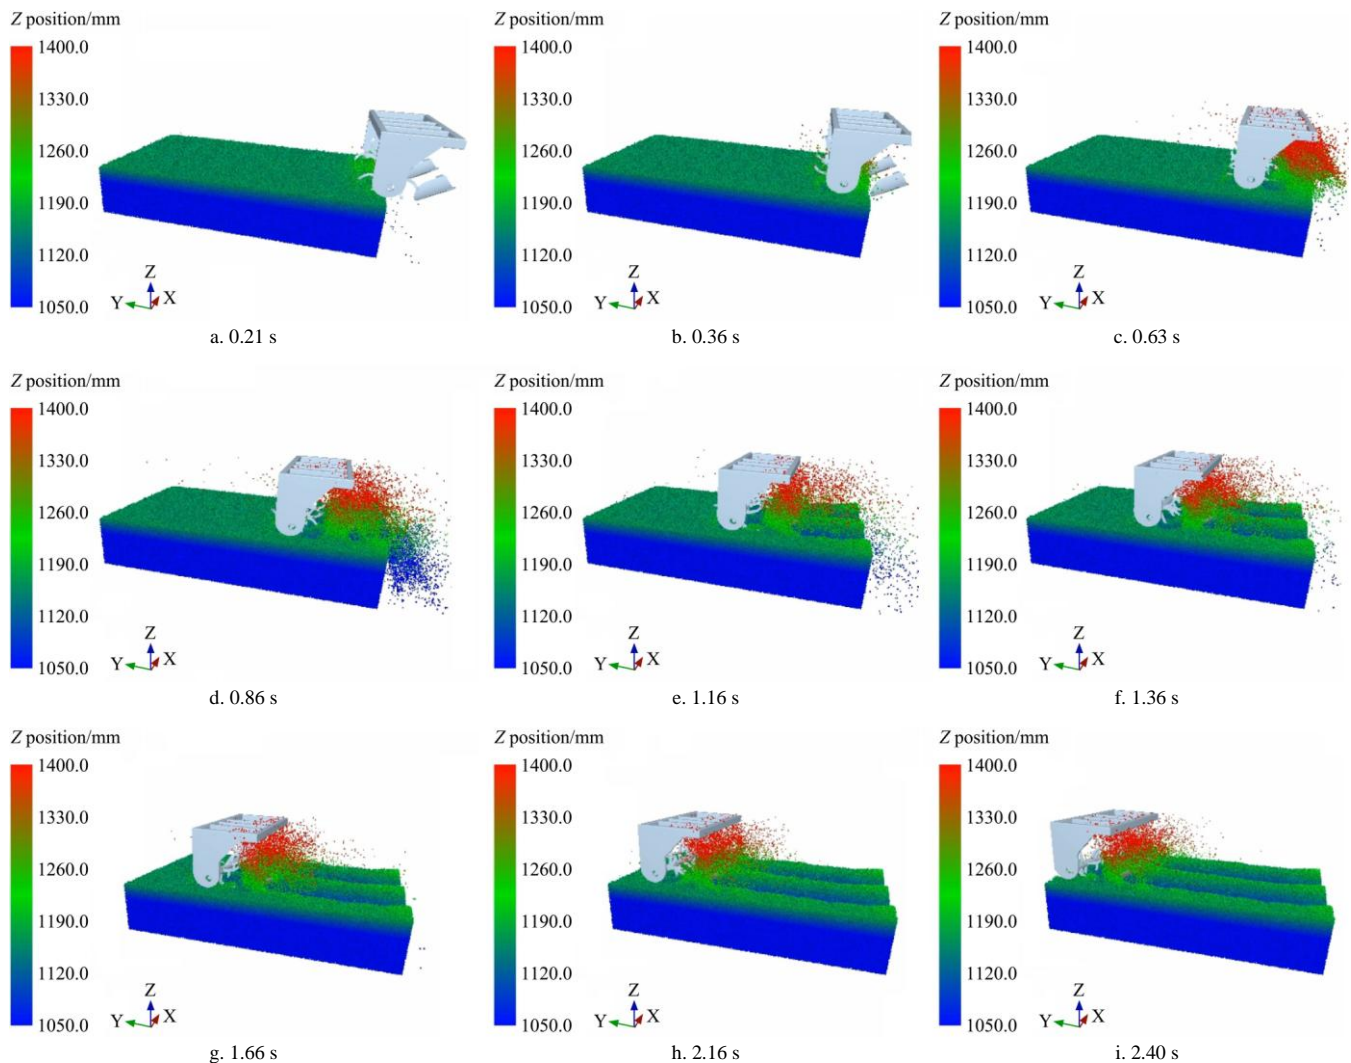 Z position/mm
1400.0
1330.0
1260.0
1190.0
1120.0
1050.0
Z
Y
X
a. 0.21 s
Z position/mm
1400.0
1330.0
1260.0
1190.0
1120.0
1050.0
Z
Y
X
b. 0.36 s
Z position/mm
1400.0
1330.0
1260.0
1190.0
1120.0
1050.0
Z
Y
X
c. 0.63 s
Z position/mm
1400.0
1330.0
1260.0
1190.0
1120.0
1050.0
Z
Y
X
d. 0.86 s
Z position/mm
1400.0
1330.0
1260.0
1190.0
1120.0
1050.0
Z
Y
X
e. 1.16 s
Z position/mm
1400.0
1330.0
1260.0
1190.0
1120.0
1050.0
Z
Y
X
f. 1.36 s
Z position/mm
1400.0
1330.0
1260.0
1190.0
1120.0
1050.0
Z
Y
X
g. 1.66 s
Z position/mm
1400.0
1330.0
1260.0
1190.0
1120.0
1050.0
Z
Y
X
h. 2.16 s
Z position/mm
1400.0
1330.0
1260.0
1190.0
1120.0
1050.0
Z
Y
X
i. 2.40 s